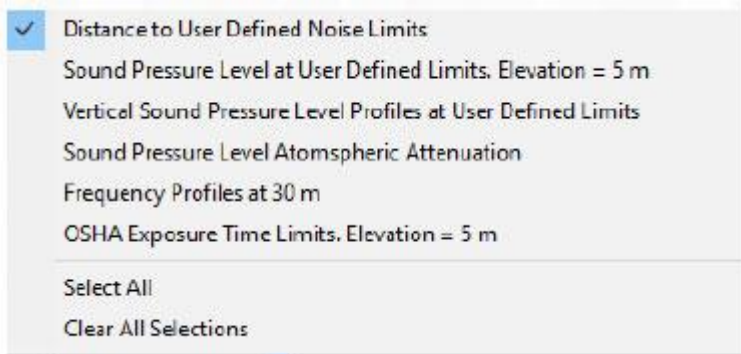 Distance to User Defined Noise Limits
Sound Pressure Level at User Defined Limits. Elevation = 5 m
Vertical Sound Pressure Level Profiles at User Defined Limits
Sound Pressure Level Atomspheric Attenuation
Frequency Profiles at 30 m
OSHA Exposure Time Limits. Elevation = 5 m
Select All
Clear All Selections